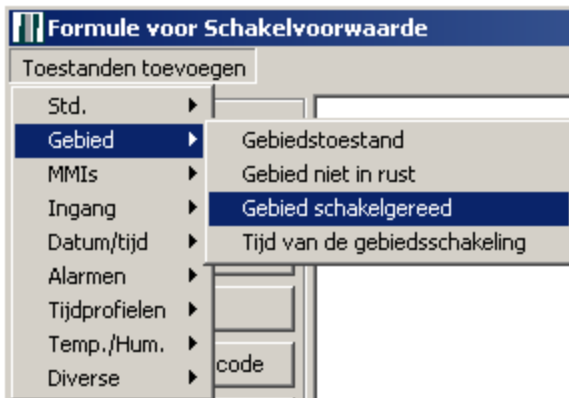 Formule voor Schakelvoorwaarde
Toestanden toevoegen
Std.
Gebied
MMIs
Ingang
Datum/tijd
Alarmen
Tijdprofielen
Temp./Hum.
Diverse
Gebiedstoestand
Gebied niet in rust
Gebied schakelgereed
Tijd van de gebiedsschakeling
code